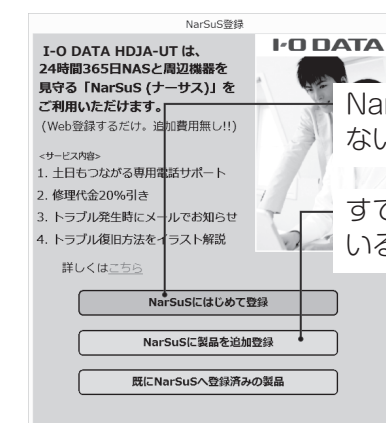 NarSuS登録
I-O DATA
I-O DATA HDJA-UT は、
24時間365日NASと周辺機器を
見守る「NarSuS (ナーサス)」を
ご利用いただけます。
(Web登録するだけ。追加費用無し!!)
<サービス内容>
1. 土日もつながる専用電話サポート
2. 修理代金20%引き
3. トラブル発生時にメールでお知らせ
4. トラブル復旧方法をイラスト解説
詳しくはこちら
Nar
ない
すで
いる
NarSuSにはじめて登録
NarSuSに製品を追加登録
既にNarSuSへ登録済みの製品